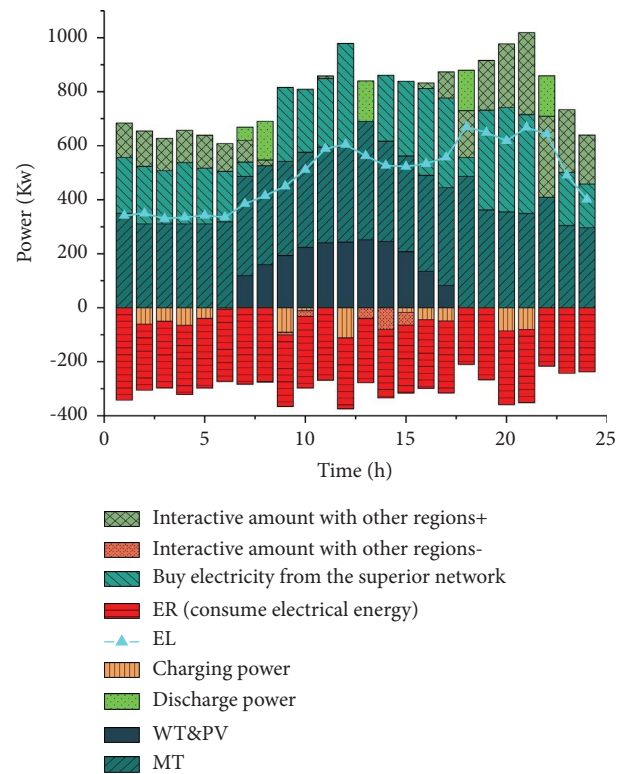 1000
800
600
400
200
0
-200
-400
Power (Kw)
0 5 10 15 20 25
Time (h)
Interactive amount with other regions+
Interactive amount with other regions-
Buy electricity from the superior network
ER (consume electrical energy)
EL
Charging power
Discharge power
WT&PV
MT